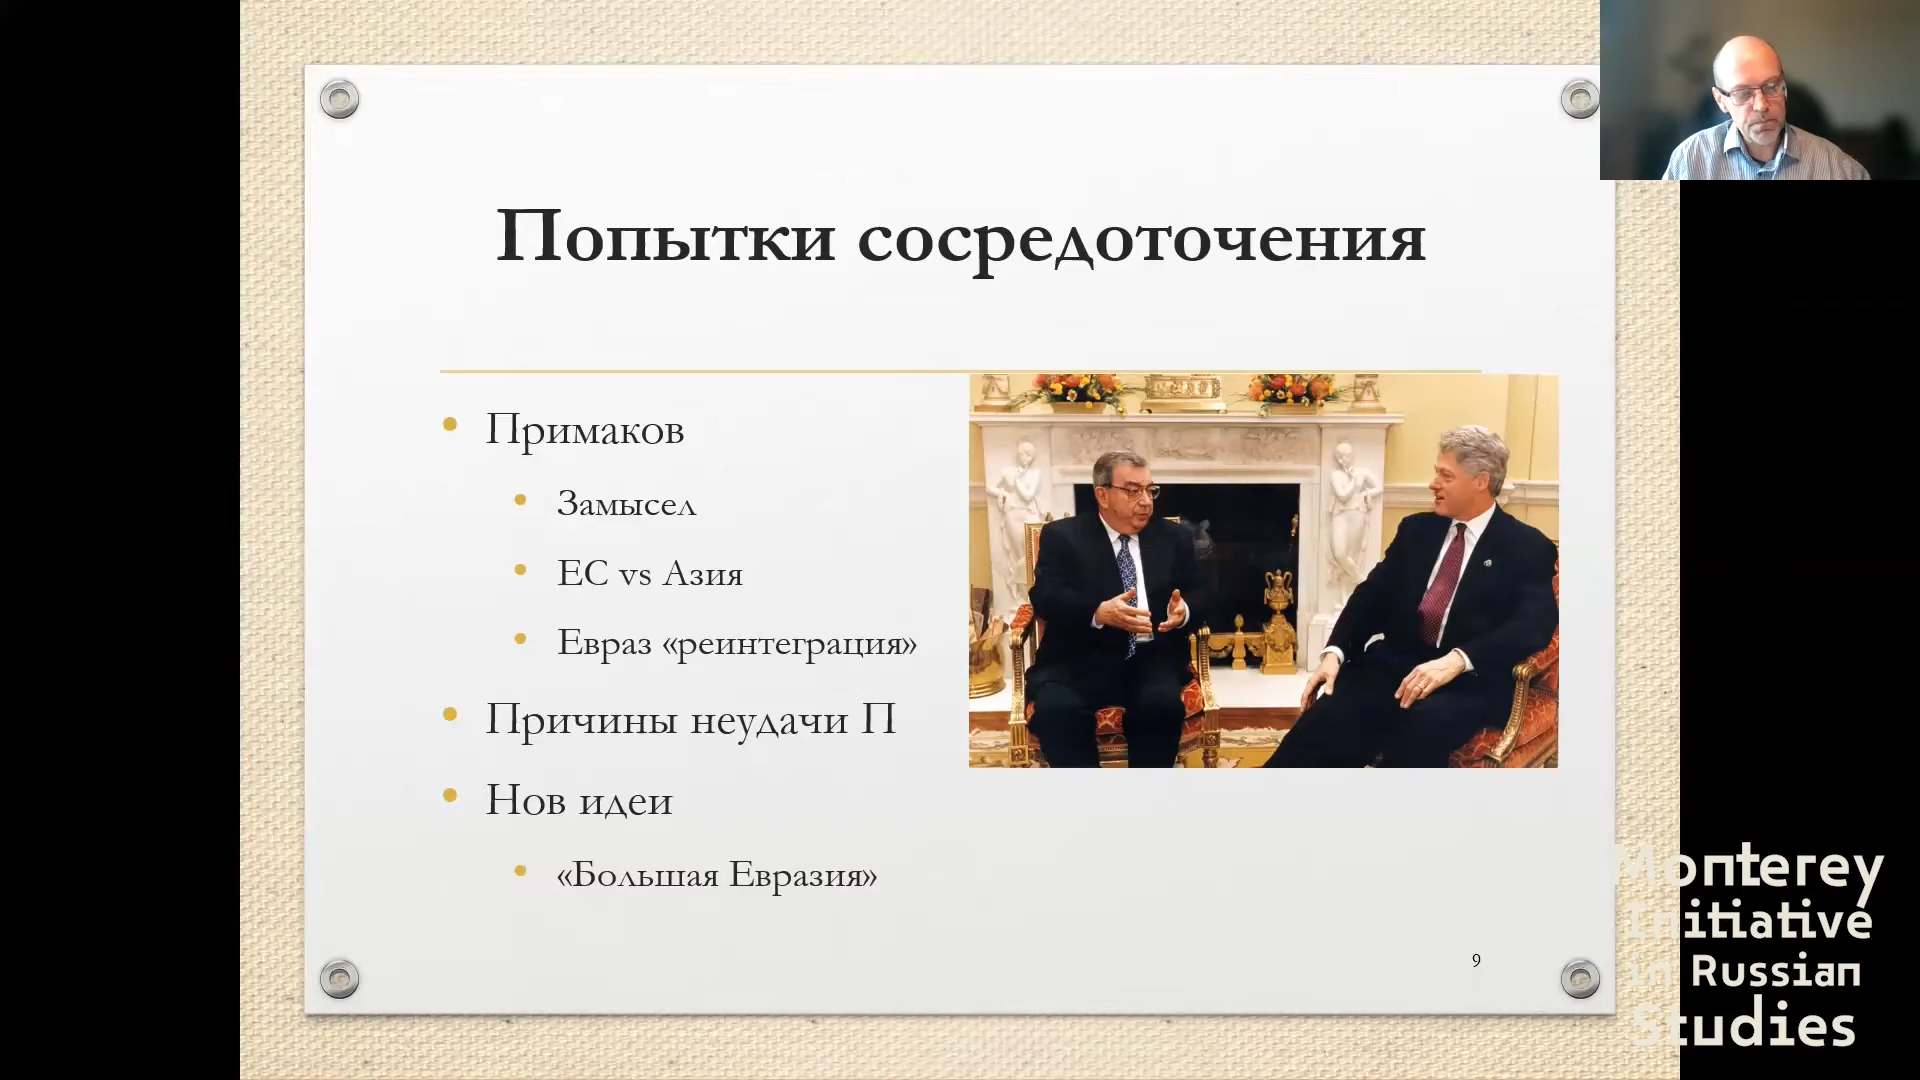 Попытки сосредоточения
Примаков
Замысел
ЕС vs Азия
Евраз «реинтеграция»
Причины неудачи П
Нов идеи
«Большая Евразия»
9
Monterey
Initiative
in Russian
Studies